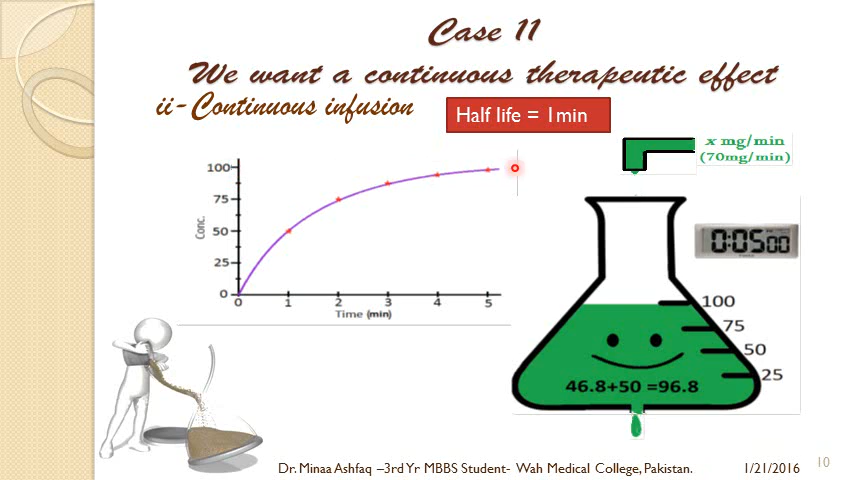 Case 11
We want a continuous therapeutic effect
ii-Continuous infusion
Half life = 1min
x mg/min
(70mg/min)
100
75
50
25
0
Conc.
0 1 2 3 4 5
Time (min)
0:0500
100
75
50
25
46.8+50 =96.8
Dr. Minaa Ashfaq –3rd Yr MBBS Student- Wah Medical College, Pakistan.
1/21/2016
10